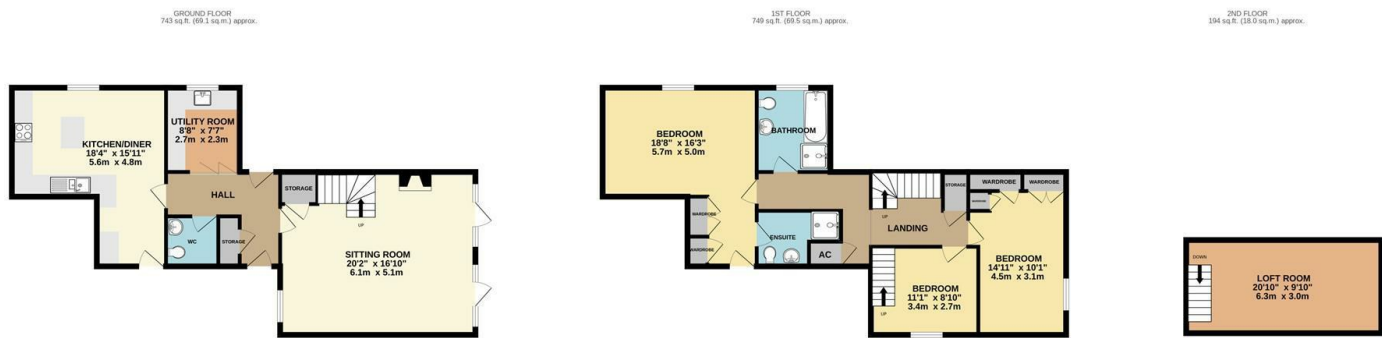 GROUND FLOOR
743 sq.ft. (69.1 sq.m.) approx.
KITCHEN/DINER
18'4" x 15'11"
5.6m x 4.8m
UTILITY ROOM
8'8" x 7'7"
2.7m x 2.3m
HALL
WC
STORAGE
STORAGE
UP
SITTING ROOM
20'2" x 16'10"
6.1m x 5.1m
1ST FLOOR
749 sq.ft. (69.5 sq.m.) approx.
BEDROOM
18'8" x 16'3"
5.7m x 5.0m
BATHROOM
WARDROBE
WARDROBE
ENSUITE
AC
UP
LANDING
STORAGE
WARDROBE
WARDROBE
UP
BEDROOM
11'1" x 8'10"
3.4m x 2.7m
BEDROOM
14'11" x 10'1"
4.5m x 3.1m
2ND FLOOR
194 sq.ft. (18.0 sq.m.) approx.
DOWN
LOFT ROOM
20'10" x 9'10"
6.3m x 3.0m